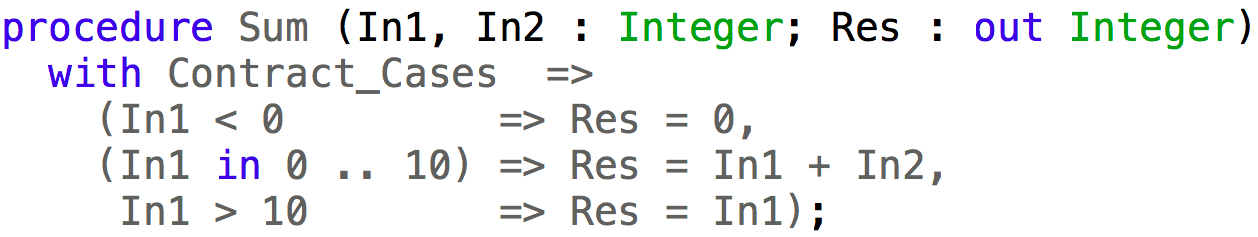 procedure Sum (In1, In2 : Integer; Res : out Integer)
with Contract_Cases =>
(In1 < 0 => Res = 0,
(In1 in 0 .. 10) => Res = In1 + In2,
In1 > 10 => Res = In1);